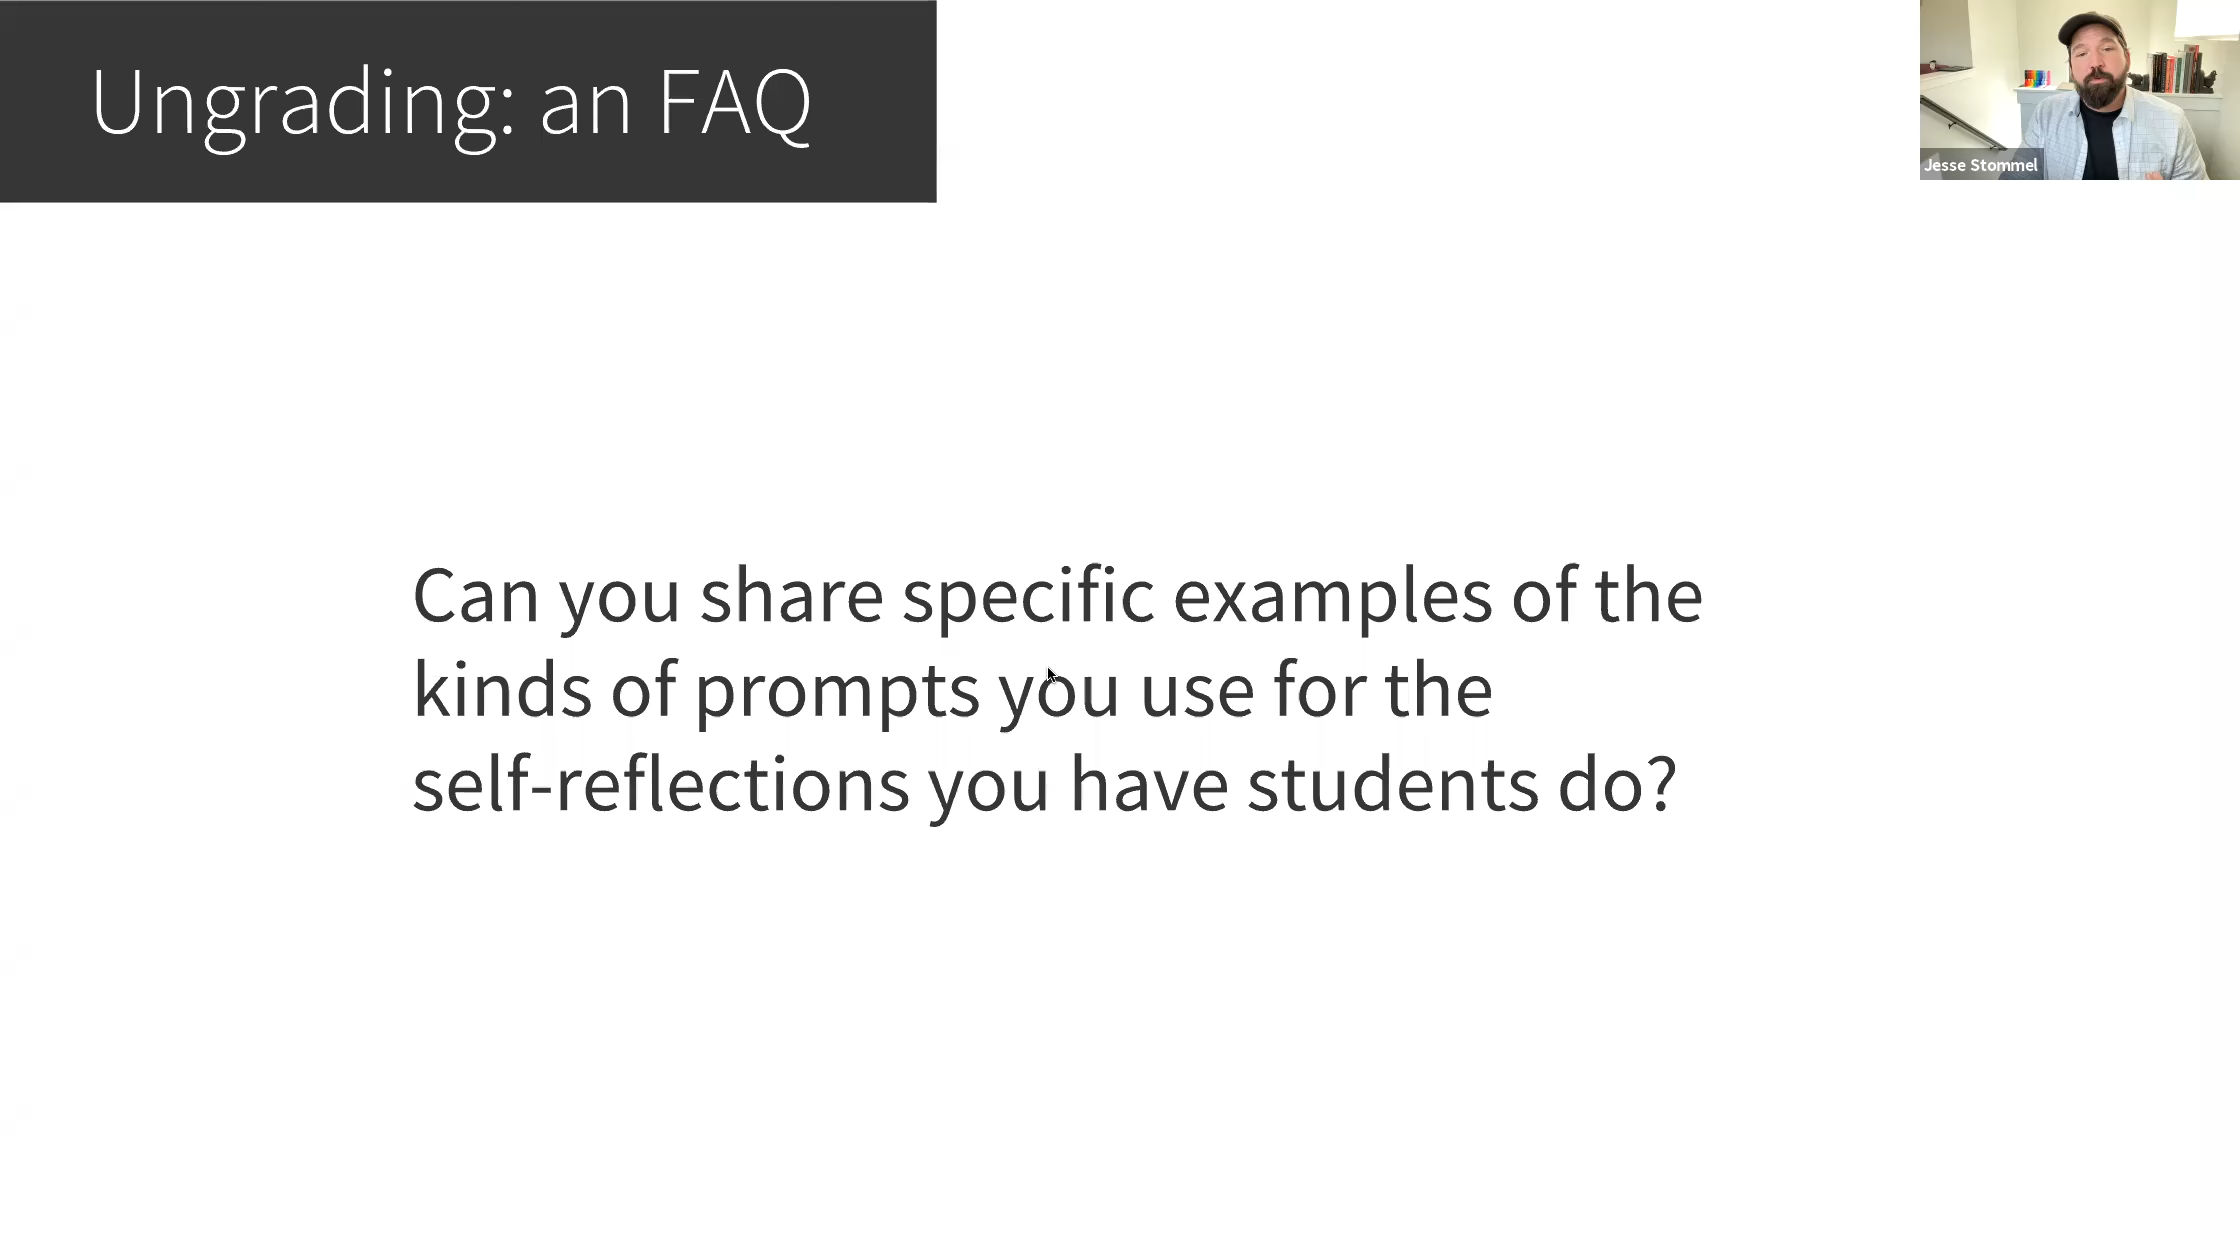 Ungrading: an FAQ
Jesse Stommel
Can you share specific examples of the
kinds of prompts you use for the
self-reflections you have students do?